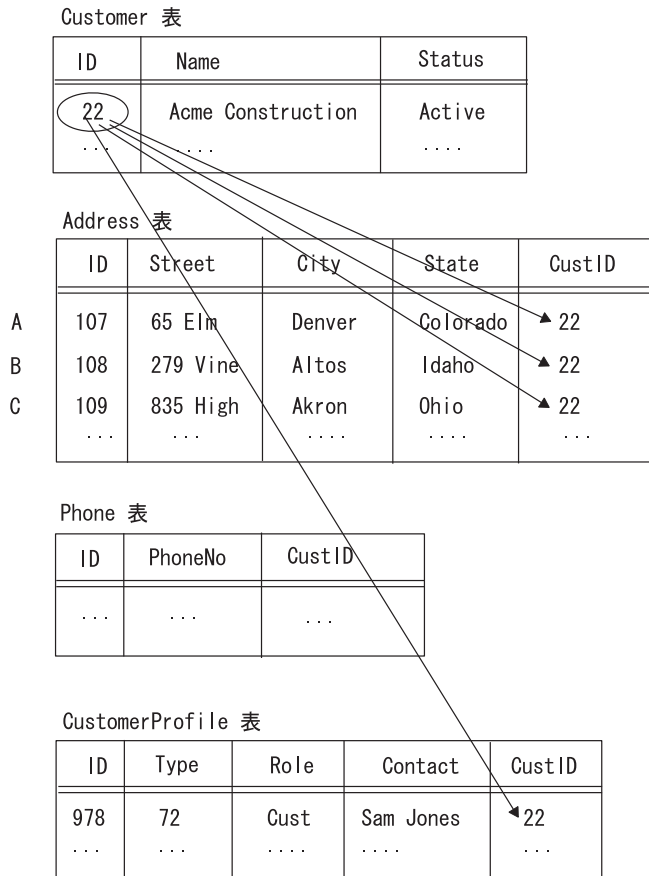 Customer 表
ID Name Status
22 Acme Construction Active
... .... ....
Address 表
ID Street City State CustID
A 107 65 Elm Denver Colorado 22
B 108 279 Vine Altos Idaho 22
C 109 835 High Akron Ohio 22
... ... .... .... ...
Phone 表
ID PhoneNo CustID
... ... ...
CustomerProfile 表
ID Type Role Contact CustID
978 72 Cust Sam Jones 22
... ... .... .... ...